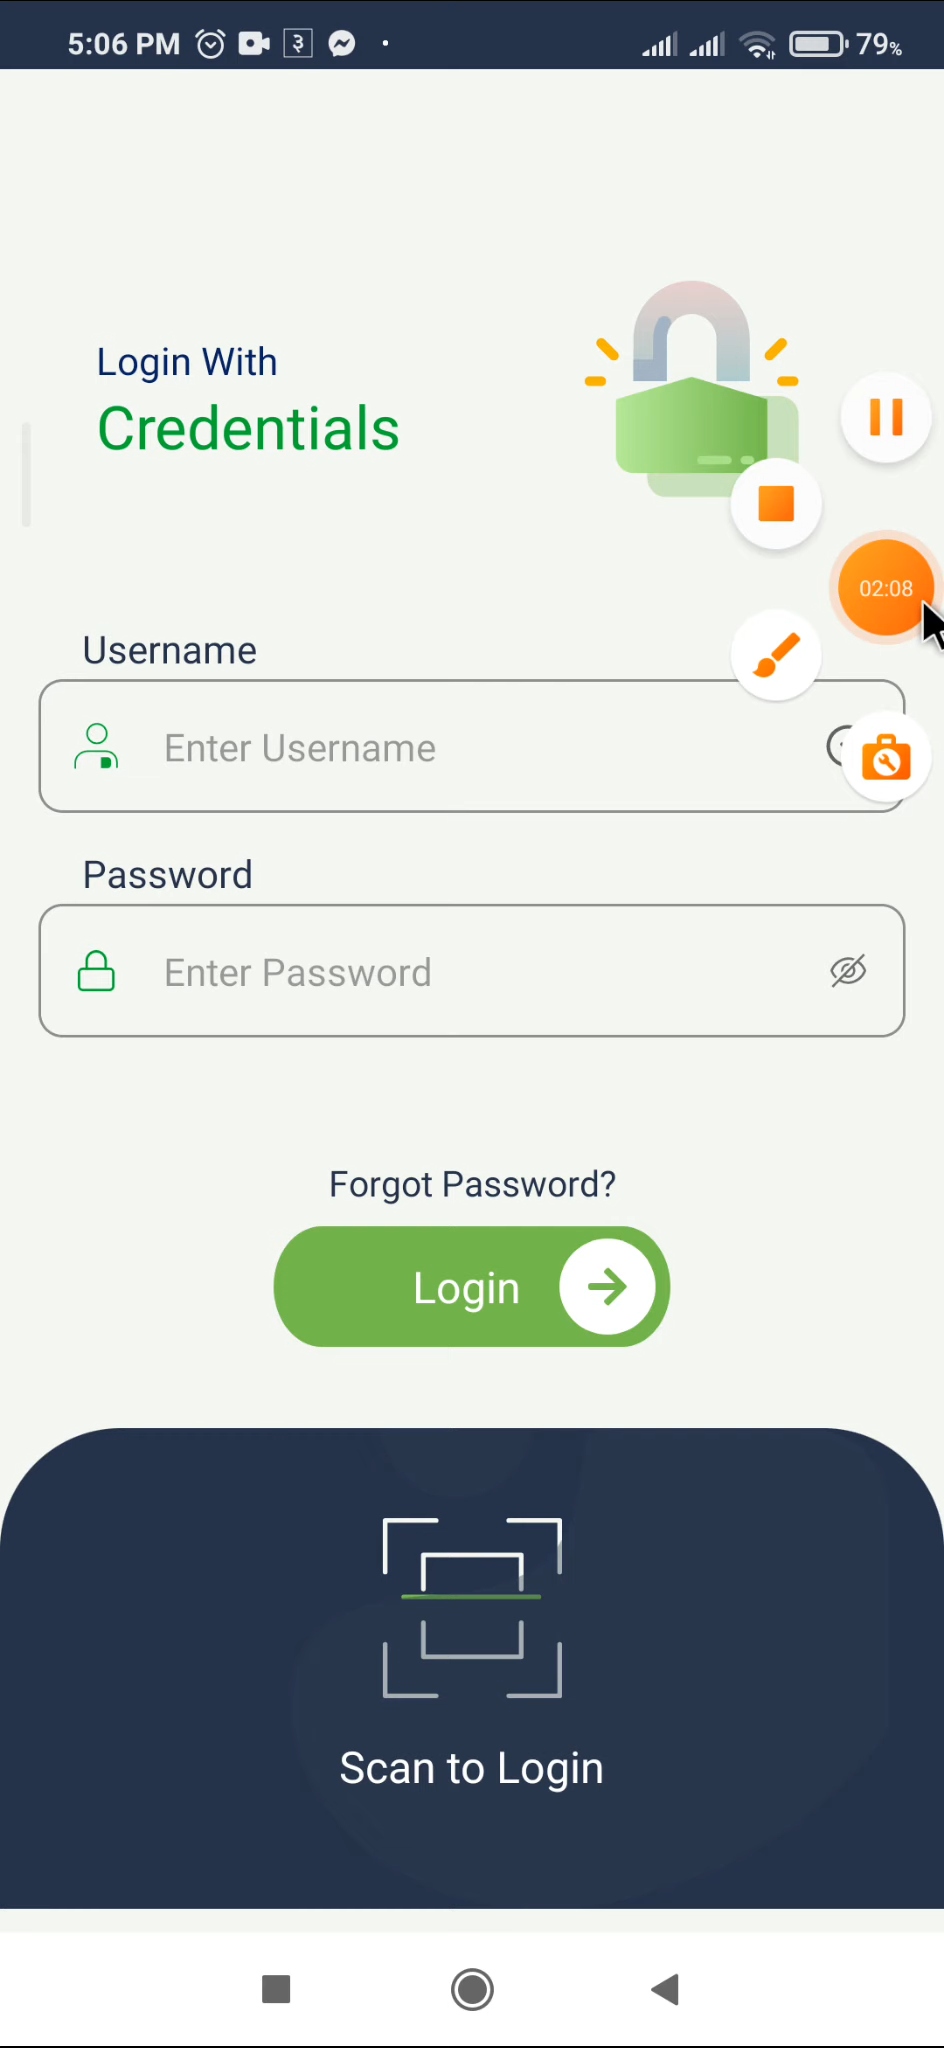 5:06 PM ३ 79%
Login With
Credentials
02:08
Username
Enter Username
Password
Enter Password
Forgot Password?
Login
Scan to Login